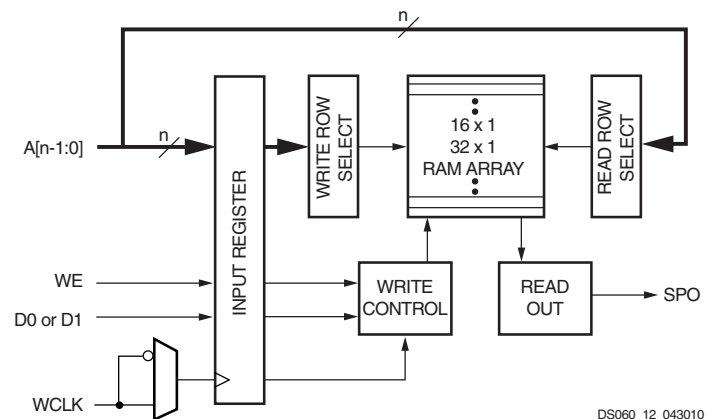 n
A[n-1:0]
n
INPUT REGISTER
WRITE ROW
SELECT
16 x 1
32 x 1
RAM ARRAY
READ ROW
SELECT
WE
D0 or D1
WCLK
WRITE
CONTROL
READ
OUT
SPO
DS060_12_043010